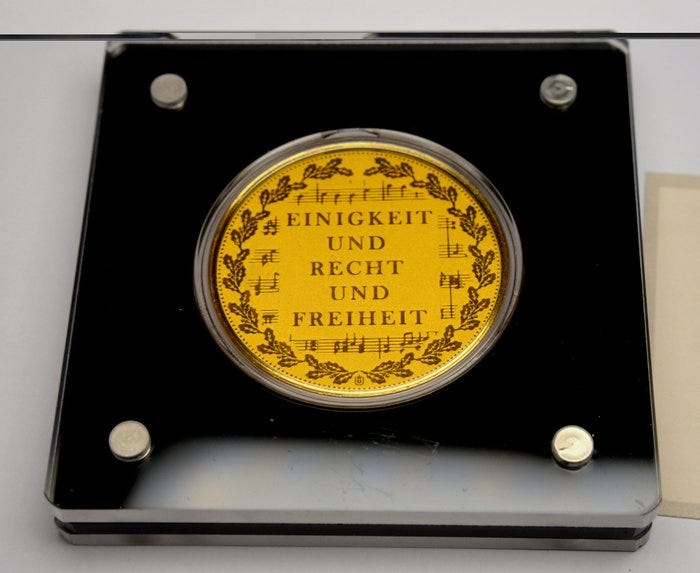 EINIGKEIT
UND
RECHT
UND
FREIHEIT